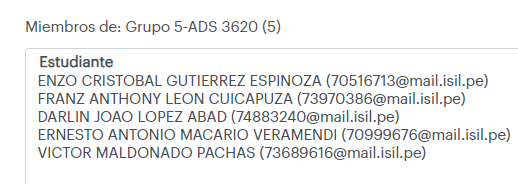 Miembros de: Grupo 5-ADS 3620 (5)
Estudiante
ENZO CRISTOBAL GUTIERREZ ESPINOZA (70516713@mail.isil.pe)
FRANZ ANTHONY LEON CUICAPUZA (73970386@mail.isil.pe)
DARLIN JOAO LOPEZ ABAD (74883240@mail.isil.pe)
ERNESTO ANTONIO MACARIO VERAMENDI (70999676@mail.isil.pe)
VICTOR MALDONADO PACHAS (73689616@mail.isil.pe)